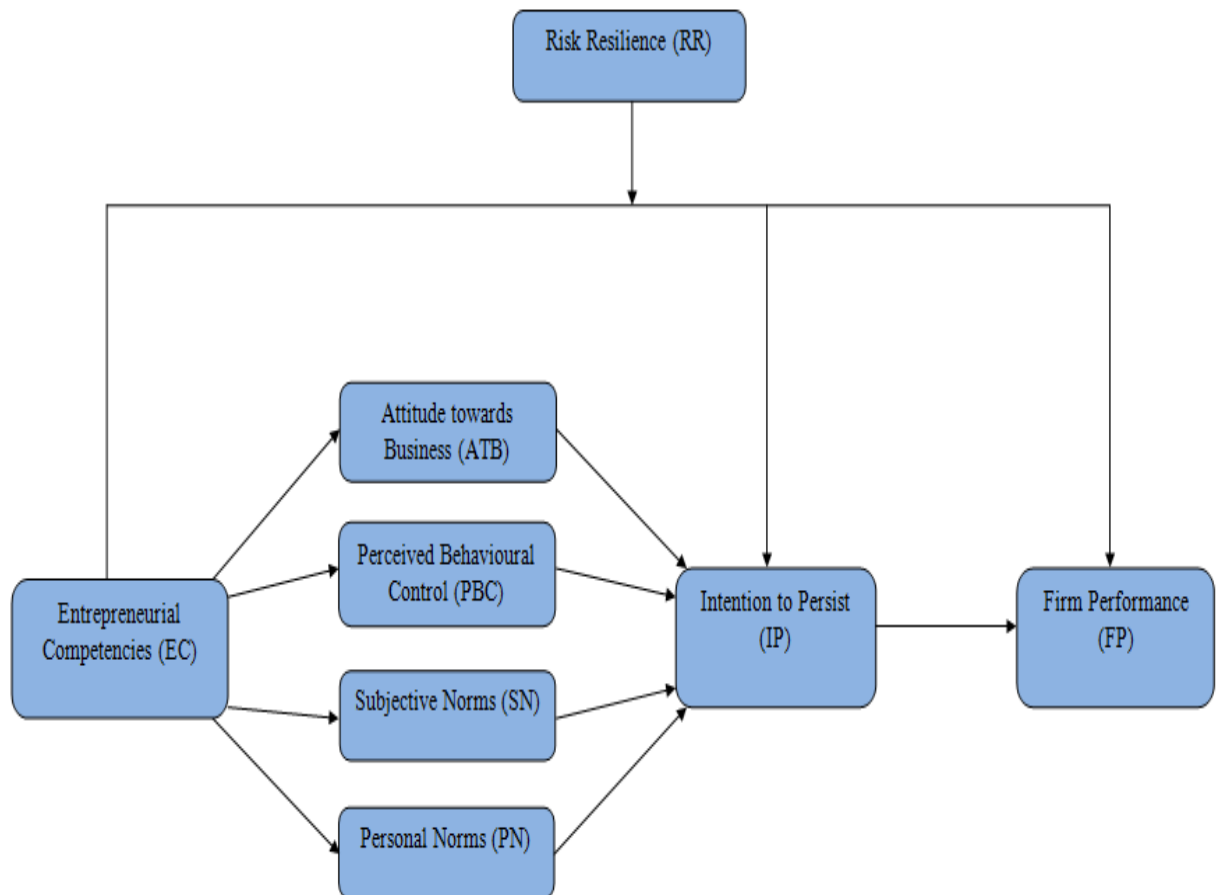 Risk Resilience (RR)
Attitude towards
Business (ATB)
Perceived Behavioural
Control (PBC)
Entrepreneurial
Competencies (EC)
Intention to Persist
(IP)
Firm Performance
(FP)
Subjective Norms (SN)
Personal Norms (PN)